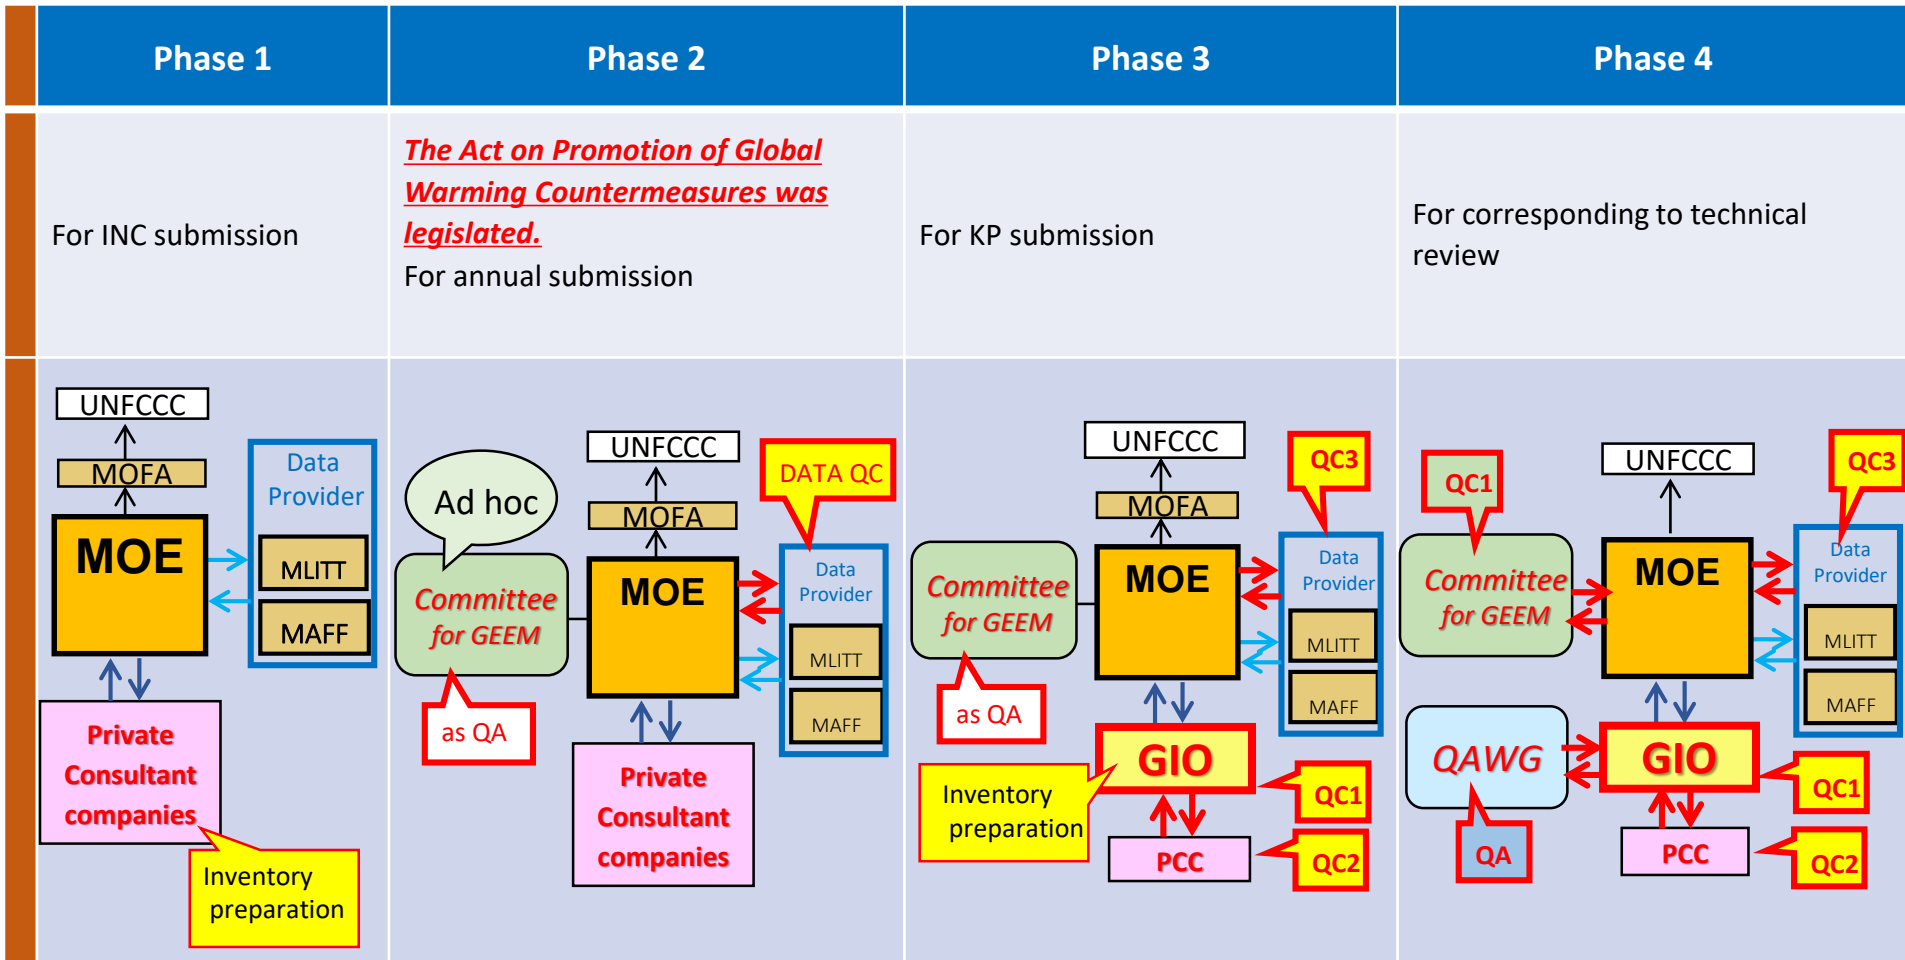 Phase 1
Phase 2
Phase 3
Phase 4
For INC submission
The Act on Promotion of Global
Warming Countermeasures was
legislated.
For annual submission
For KP submission
For corresponding to technical
review
UNFCCC
MOFA
MOE
Data
Provider
MLITT
MAFF
Private
Consultant
companies
Inventory
preparation
Ad hoc
Committee
for GEEM
as QA
UNFCCC
MOFA
MOE
DATA QC
Data
Provider
MLITT
MAFF
Private
Consultant
companies
UNFCCC
MOFA
MOE
QC3
Data
Provider
MLITT
MAFF
Committee
for GEEM
as QA
GIO
Inventory
preparation
QC1
PCC
QC2
QC1
Committee
for GEEM
UNFCCC
MOE
QC3
Data
Provider
MLITT
MAFF
QAWG
QA
GIO
QC1
PCC
QC2